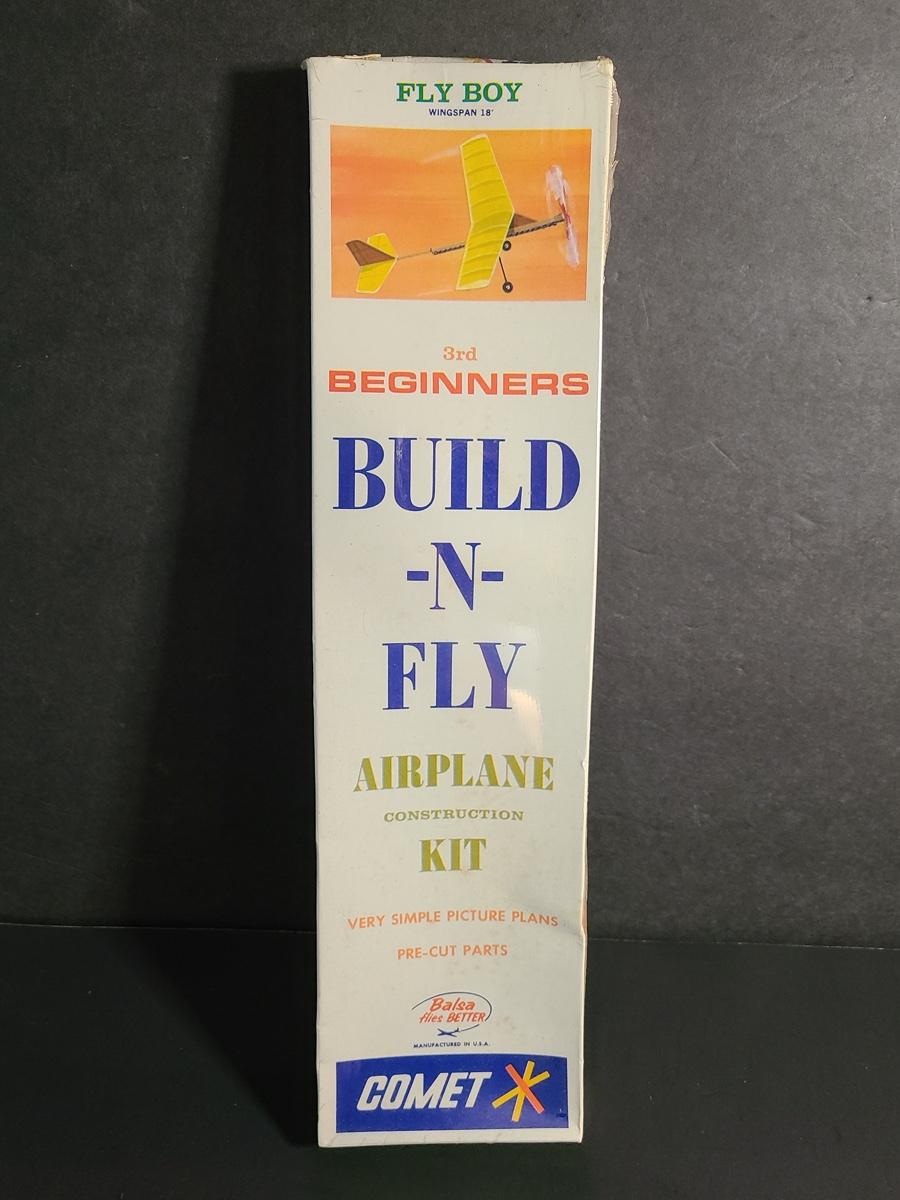 FLY BOY
WINGSPAN 18"
3rd
BEGINNERS
BUILD
-N-
FLY
AIRPLANE
CONSTRUCTION
KIT
VERY SIMPLE PICTURE PLANS
PRE-CUT PARTS
Balsa
flies BETTER
MANUFACTURED IN U.S.A.
COMET